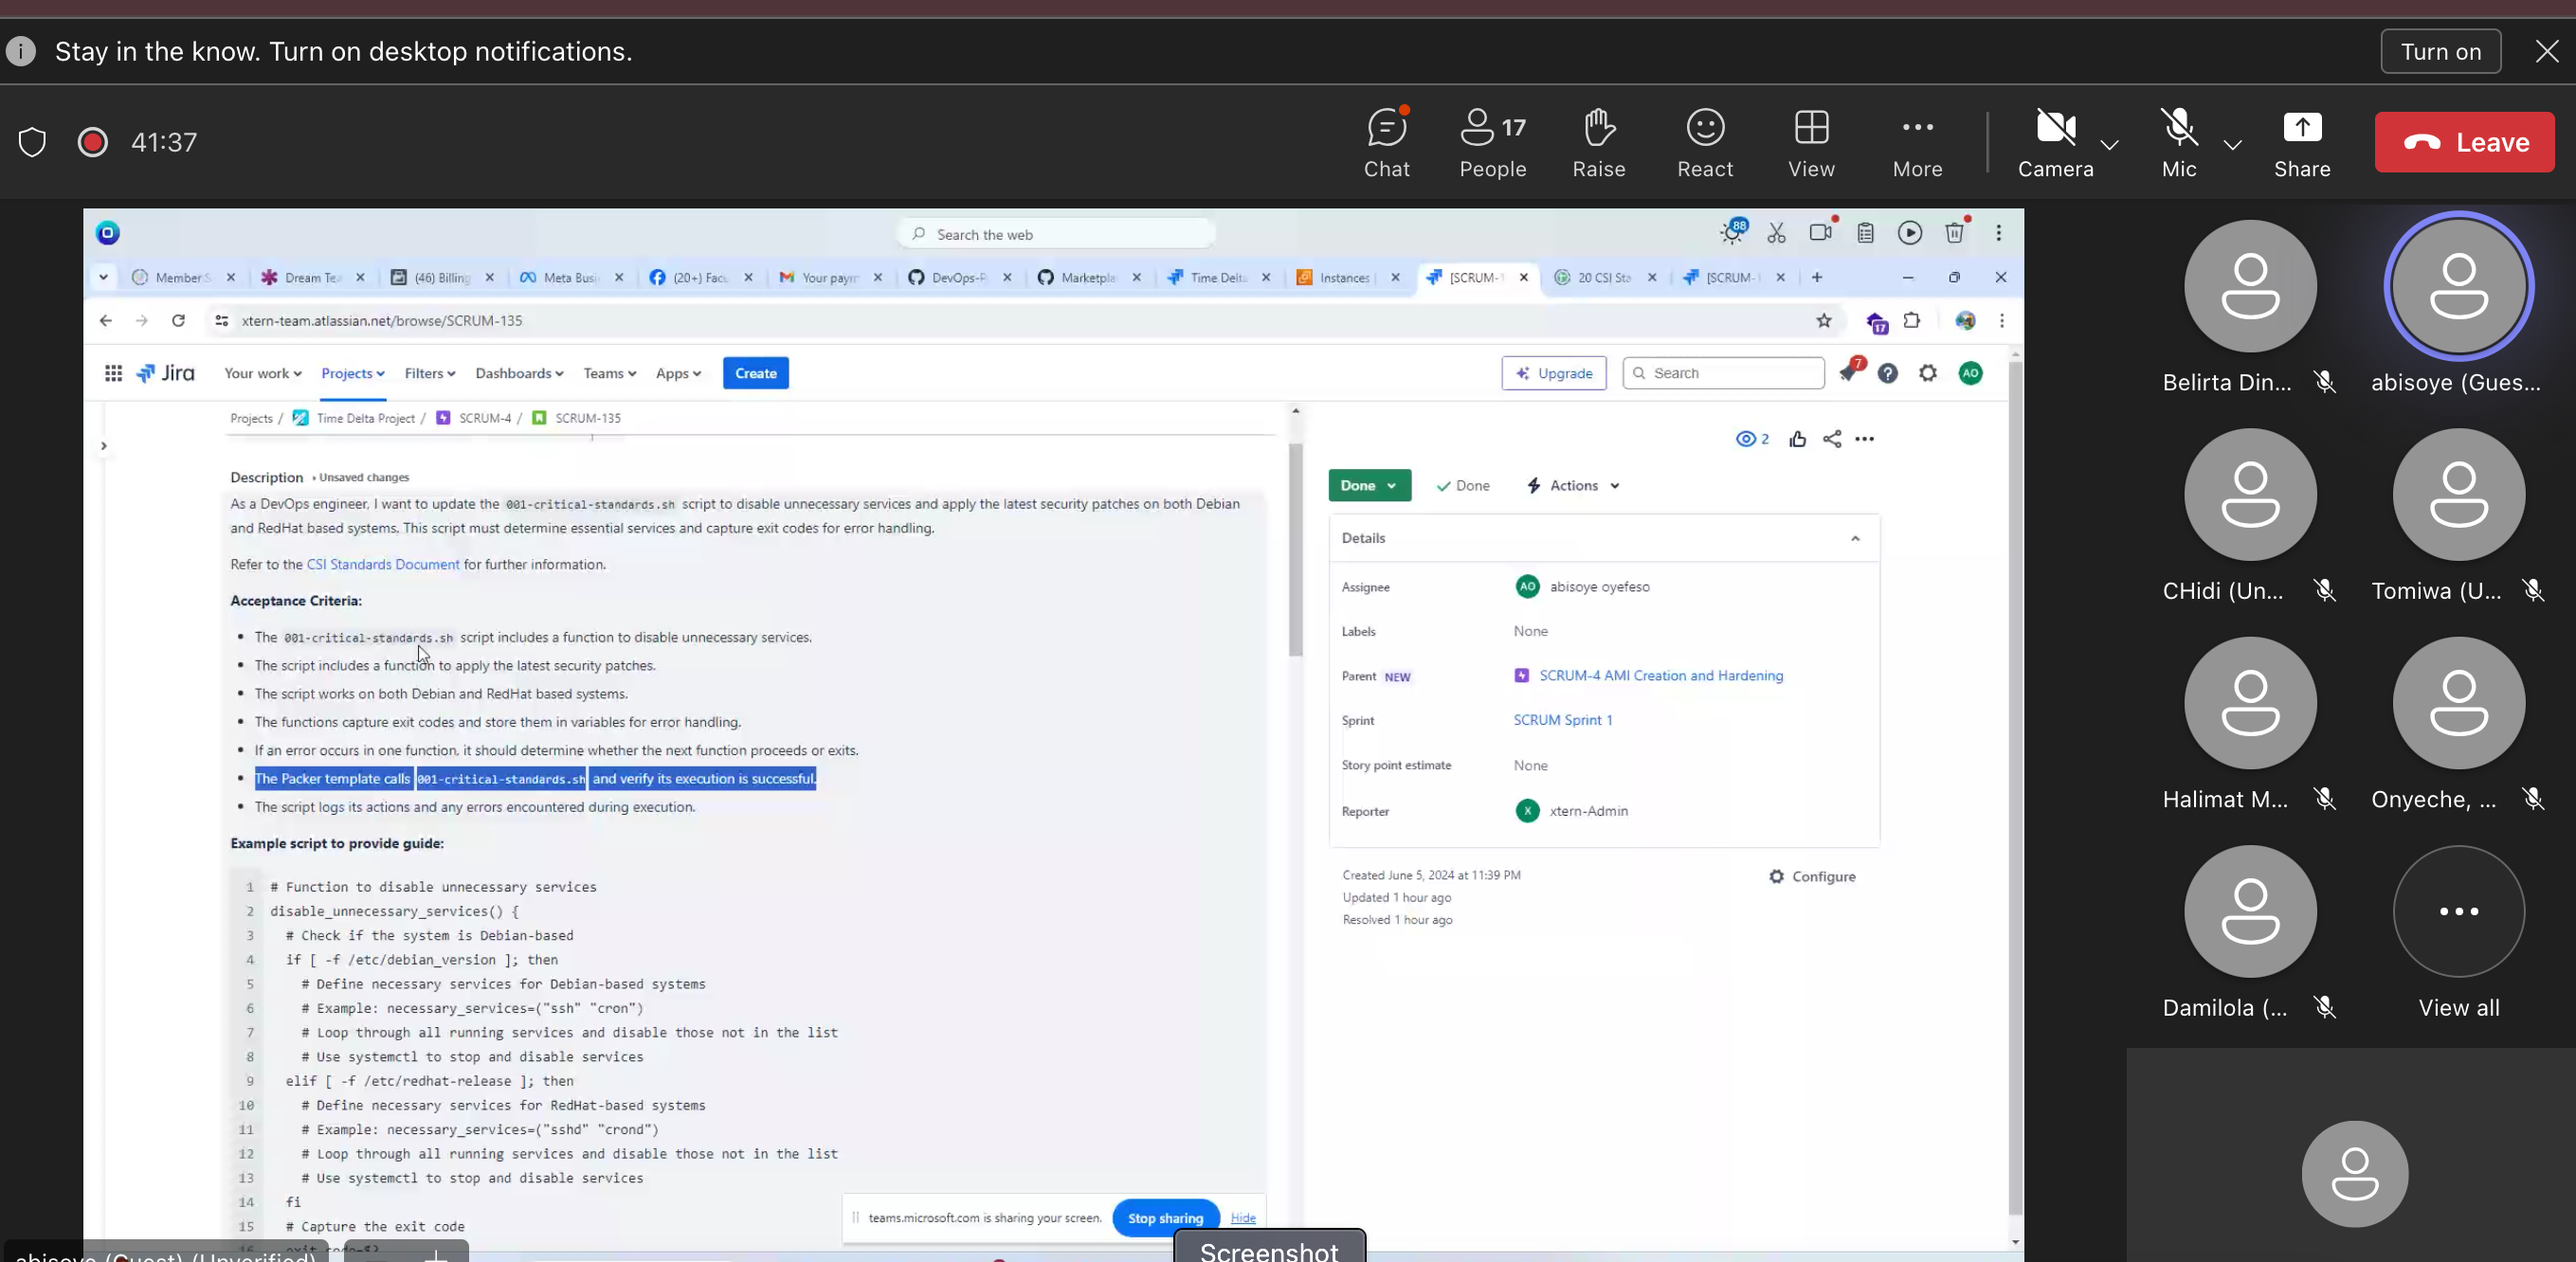 Stay in the know. Turn on desktop notifications.
Turn on
41:37
Chat
People
17
Raise
React
View
More
Camera
Mic
Share
Leave
Search the web
88
Member S
Dream Te
(46) Billing
Meta Busi
(20+) Fac
Your paym
DevOps-P
Marketpla
Time Delt
Instances |
[SCRUM-1
20 CSI Sta
[SCRUM-
xtern-team.atlassian.net/browse/SCRUM-135
17
Jira
Your work
Projects
Filters
Dashboards
Teams
Apps
Create
Upgrade
Search
7
AO
Projects / Time Delta Project / SCRUM-4 / SCRUM-135
Description • Unsaved changes
As a DevOps engineer, I want to update the 001-critical-standards.sh script to disable unnecessary services and apply the latest security patches on both Debian
and RedHat based systems. This script must determine essential services and capture exit codes for error handling.
Refer to the CSI Standards Document for further information.
Acceptance Criteria:
• The 001-critical-standards.sh script includes a function to disable unnecessary services.
• The script includes a function to apply the latest security patches.
• The script works on both Debian and RedHat based systems.
• The functions capture exit codes and store them in variables for error handling.
• If an error occurs in one function, it should determine whether the next function proceeds or exits.
• The Packer template calls 001-critical-standards.sh and verify its execution is successful.
• The script logs its actions and any errors encountered during execution.
Example script to provide guide:
1 # Function to disable unnecessary services
2 disable_unnecessary_services() {
3 # Check if the system is Debian-based
4 if [ -f /etc/debian_version ]; then
5 # Define necessary services for Debian-based systems
6 # Example: necessary_services=("ssh" "cron")
7 # Loop through all running services and disable those not in the list
8 # Use systemctl to stop and disable services
9 elif [ -f /etc/redhat-release ]; then
10 # Define necessary services for RedHat-based systems
11 # Example: necessary_services=("sshd" "crond")
12 # Loop through all running services and disable those not in the list
13 # Use systemctl to stop and disable services
14 fi
15 # Capture the exit code
16 exit_code=$?
2
Done
Done
Actions
Details
Assignee
AO abisoye oyefeso
Labels
None
Parent NEW
SCRUM-4 AMI Creation and Hardening
Sprint
SCRUM Sprint 1
Story point estimate
None
Reporter
X xtern-Admin
Created June 5, 2024 at 11:39 PM
Updated 1 hour ago
Resolved 1 hour ago
Configure
teams.microsoft.com is sharing your screen.
Stop sharing
Hide
Screenshot
abisoye (Guest) (Unverified)
Belirta Din...
abisoye (Gues...
CHidi (Un...
Tomiwa (U...
Halimat M...
Onyeche, ...
Damilola (...
View all